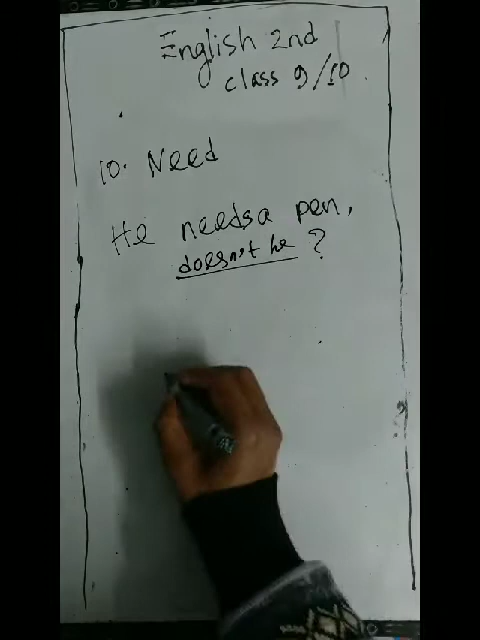 English 2nd
class 9/10
10. Need
He needs a pen,
doesn't he ?